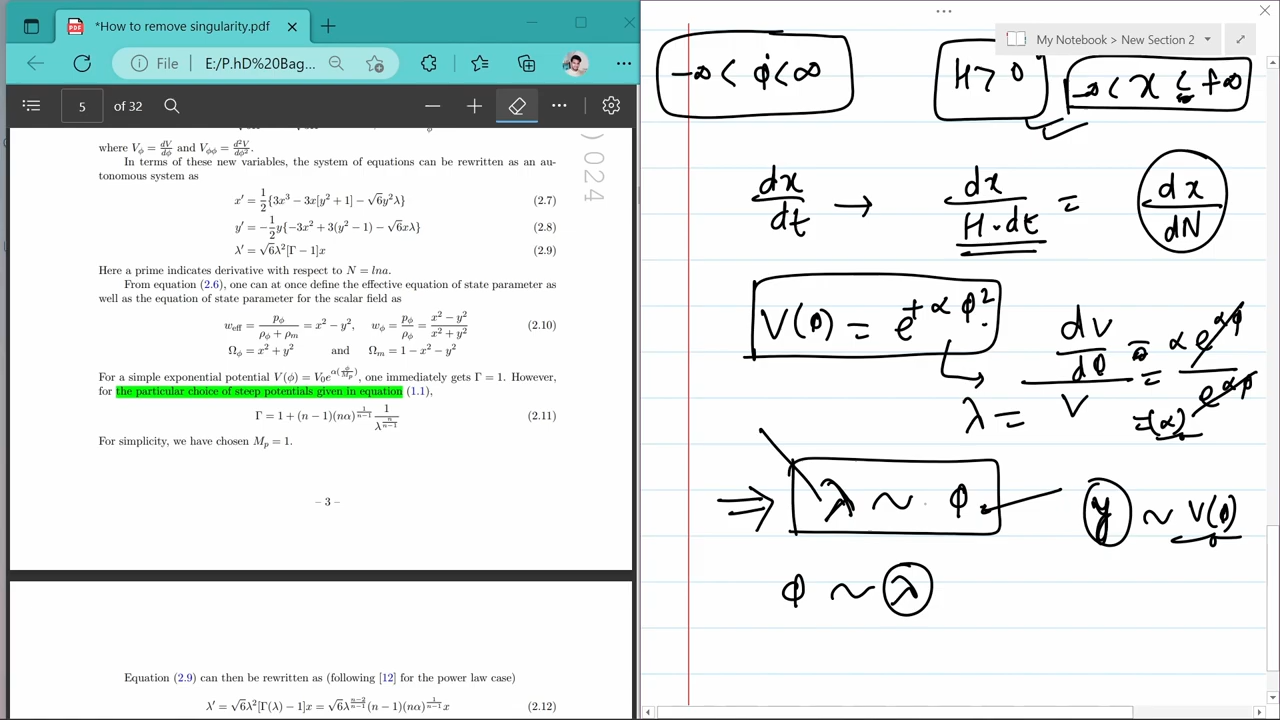 *How to remove singularity.pdf
File E:/P.hD%20Bag...
5 of 32
where V_ϕ = dV/dϕ and V_ϕϕ = d²V/dϕ².
In terms of these new variables, the system of equations can be rewritten as an au-
tonomous system as
x′ = 1/2{3x³ − 3x[y² + 1] − √6y²λ} (2.7)
y′ = −1/2y{−3x² + 3(y² − 1) − √6xλ} (2.8)
λ′ = √6λ²[Γ − 1]x (2.9)
Here a prime indicates derivative with respect to N = lna.
From equation (2.6), one can at once define the effective equation of state parameter as
well as the equation of state parameter for the scalar field as
w_eff = p_ϕ/(ρ_ϕ + ρ_m) = x² − y², w_ϕ = p_ϕ/ρ_ϕ = (x² − y²)/(x² + y²) (2.10)
Ω_ϕ = x² + y² and Ω_m = 1 − x² − y²
For a simple exponential potential V(ϕ) = V₀e^{α(ϕ/M_p)}, one immediately gets Γ = 1. However,
for the particular choice of steep potentials given in equation (1.1),
Γ = 1 + (n − 1)(nα)^{1/(n−1)} 1/λ^{n/(n−1)} (2.11)
For simplicity, we have chosen M_p = 1.
– 3 –
Equation (2.9) can then be rewritten as (following [12] for the power law case)
λ′ = √6λ²[Γ(λ) − 1]x = √6λ^{(n−2)/(n−1)}(n − 1)(nα)^{1/(n−1)}x (2.12)
)024
My Notebook > New Section 2
−∞ < ϕ̇ < ∞ H > 0 −∞ < x ≤ +∞
dx/dt → dx/H·dt = dx/dN
V(ϕ) = e^{+αϕ²}
dV/dϕ = αe^{αϕ}
λ = V e^{αϕ}
=(α)
⇒ λ ~ ϕ y ~ V(ϕ)
ϕ ~ λ